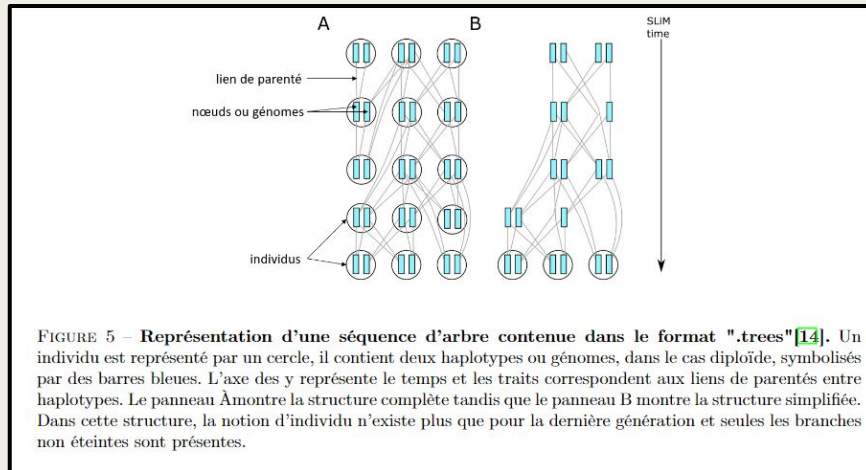 A
B
SLiM
time
lien de parenté
nœuds ou génomes
individus
FIGURE 5 – Représentation d'une séquence d'arbre contenue dans le format ".trees"[14]. Un
individu est représenté par un cercle, il contient deux haplotypes ou génomes, dans le cas diploïde, symbolisés
par des barres bleues. L'axe des y représente le temps et les traits correspondent aux liens de parentés entre
haplotypes. Le panneau Àmontre la structure complète tandis que le panneau B montre la structure simplifiée.
Dans cette structure, la notion d'individu n'existe plus que pour la dernière génération et seules les branches
non éteintes sont présentes.